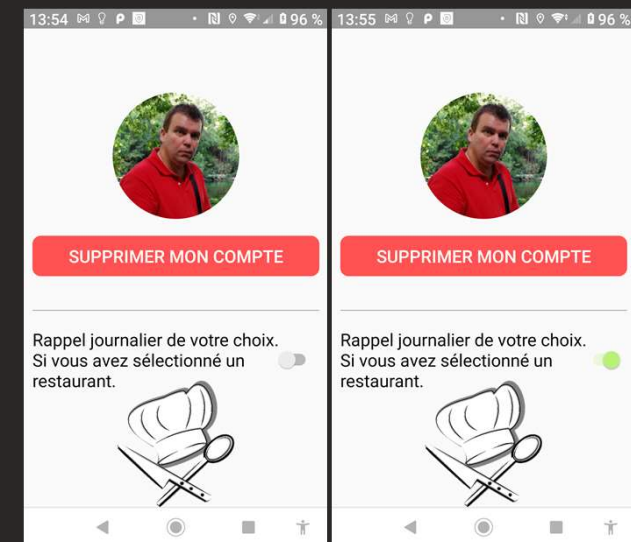 13:54 96 %
SUPPRIMER MON COMPTE
Rappel journalier de votre choix.
Si vous avez sélectionné un
restaurant.
13:55 96 %
SUPPRIMER MON COMPTE
Rappel journalier de votre choix.
Si vous avez sélectionné un
restaurant.